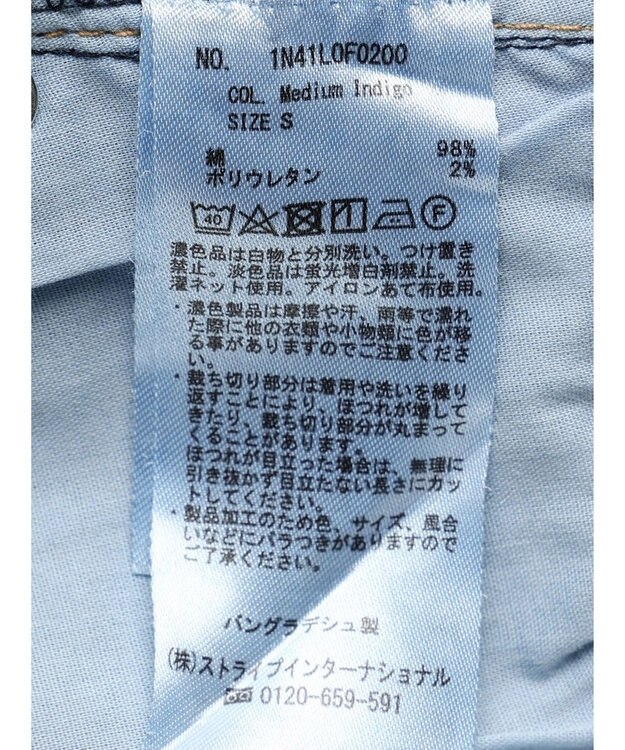 NO. 1N41L0F0200
COL. Medium Indigo
SIZE S
綿 98%
ポリウレタン 2%
40 F
濃色品は白物と分別洗い。つけ置き
禁止。淡色品は蛍光増白剤禁止。洗
濯ネット使用。アイロンあて布使用。
・濃色製品は摩擦や汗、雨等で濡れ
た際に他の衣類や小物類に色が移
る事がありますのでご注意くださ
い。
・裁ち切り部分は着用や洗いを繰り
返すことにより、ほつれが増して
きたり、裁ち切り部分が丸まって
くることがあります。
ほつれが目立った場合は、無理に
引き抜かず目立たない長さにカッ
トしてください。
・製品加工のため色、サイズ、風合
いなどにバラつきがありますので
ご了承ください。
バングラデシュ製
(株)ストライプインターナショナル
0120-659-591